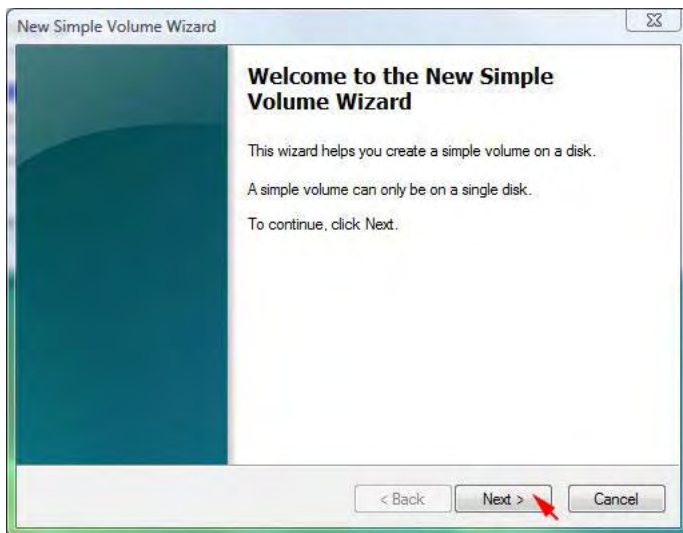 New Simple Volume Wizard
Welcome to the New Simple
Volume Wizard
This wizard helps you create a simple volume on a disk.
A simple volume can only be on a single disk.
To continue, click Next.
< Back
Next >
Cancel